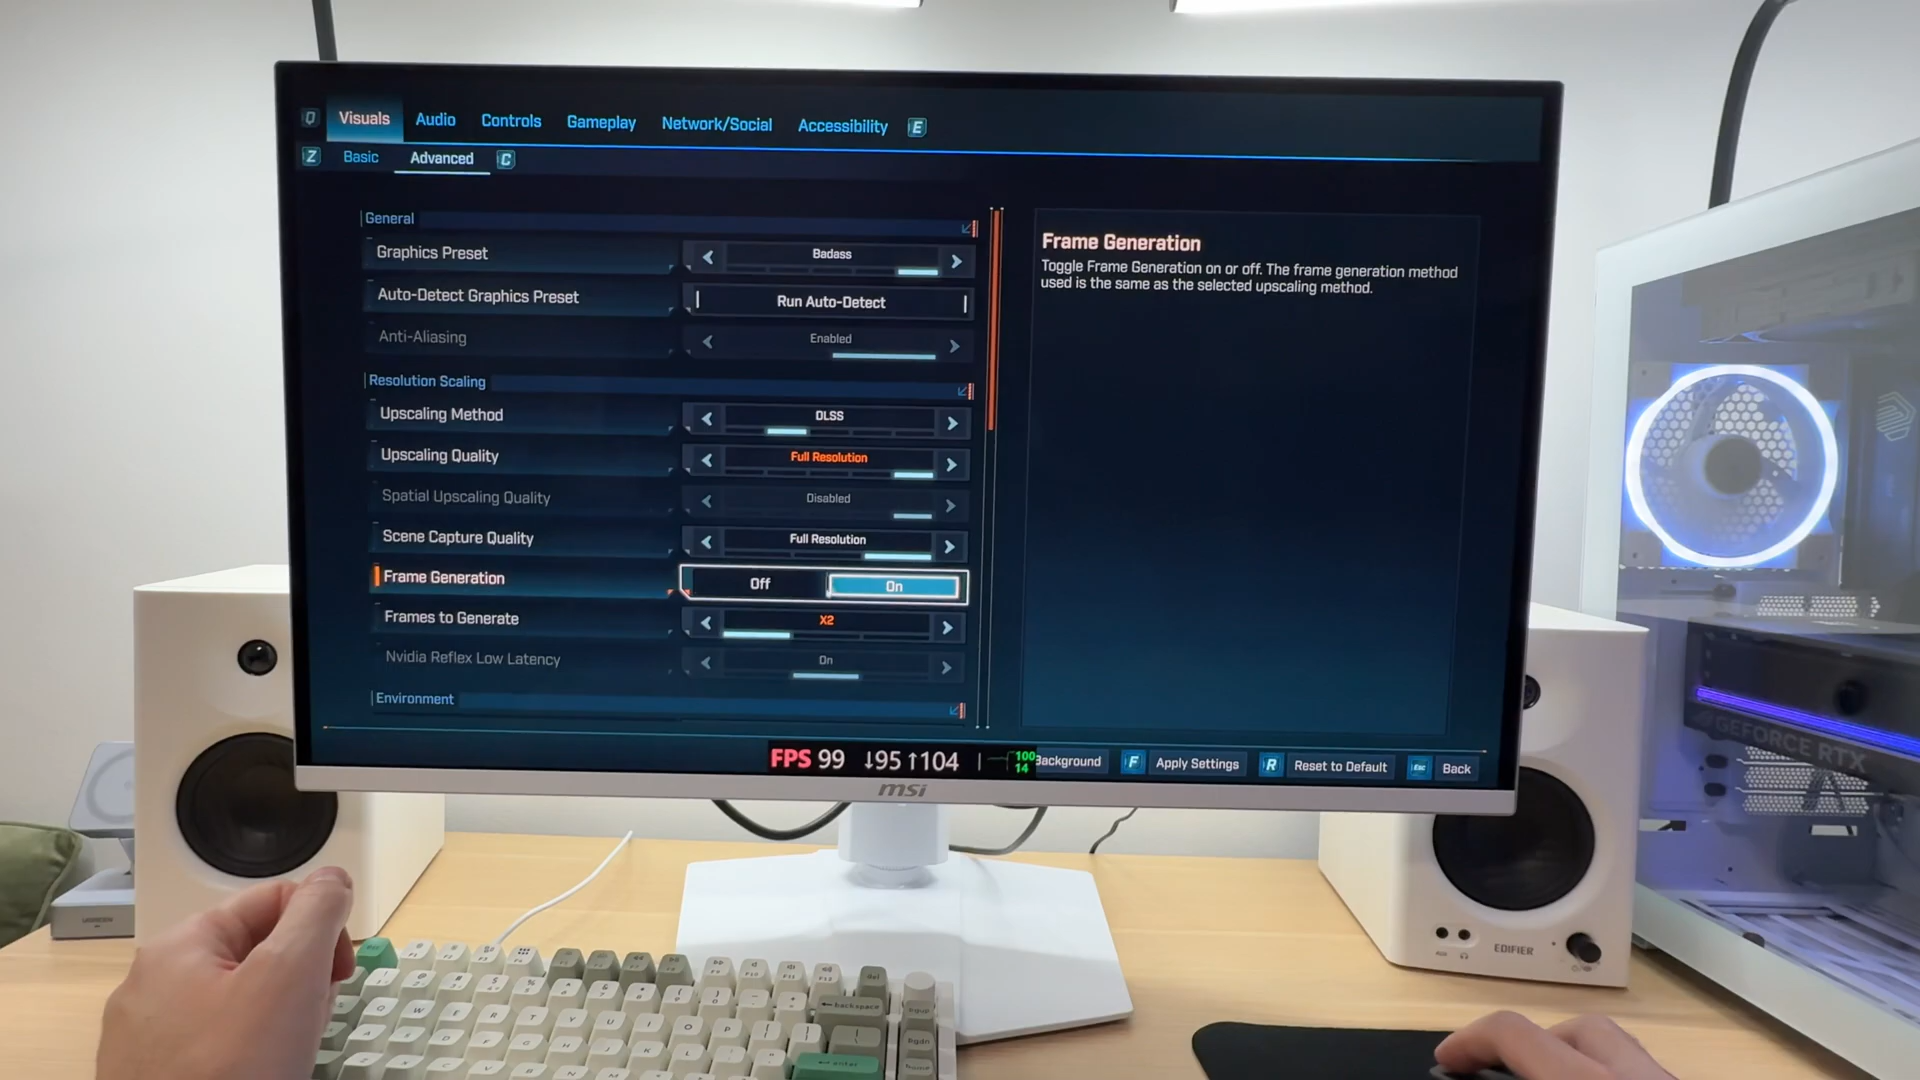 Q Visuals Audio Controls Gameplay Network/Social Accessibility E
Z Basic Advanced C
General
Graphics Preset Badass
Auto-Detect Graphics Preset Run Auto-Detect
Anti-Aliasing Enabled
Resolution Scaling
Upscaling Method DLSS
Upscaling Quality Full Resolution
Spatial Upscaling Quality Disabled
Scene Capture Quality Full Resolution
Frame Generation Off On
Frames to Generate X2
Nvidia Reflex Low Latency On
Environment
Frame Generation
Toggle Frame Generation on or off. The frame generation method
used is the same as the selected upscaling method.
FPS 99 ↓95 ↑104 100
14
Background F Apply Settings R Reset to Default Esc Back
msi
GEFORCE RTX
EDIFIER
UGREEN
backspace
enter